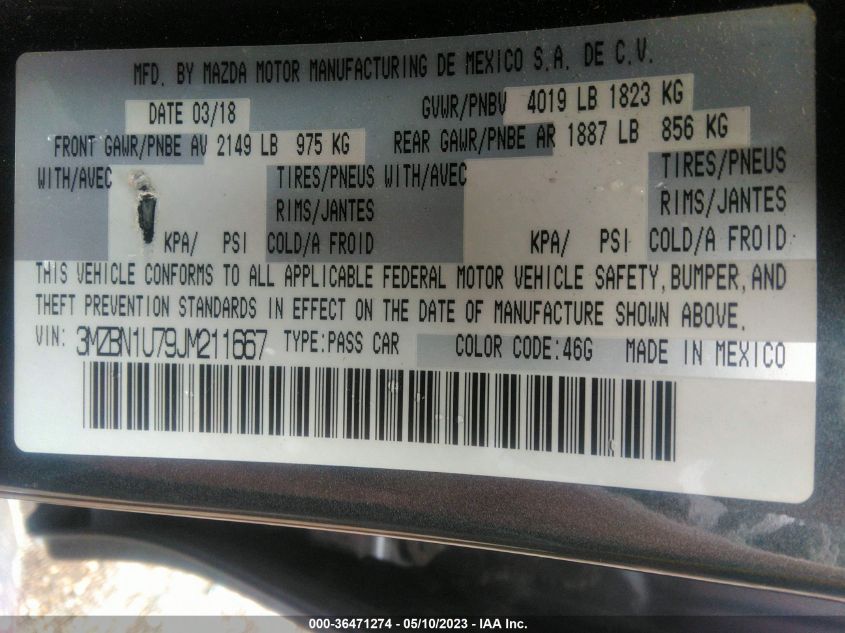 MFD. BY MAZDA MOTOR MANUFACTURING DE MEXICO S.A. DE C.V.
DATE 03/18 GVWR/PNBV 4019 LB 1823 KG
FRONT GAWR/PNBE AV 2149 LB 975 KG REAR GAWR/PNBE AR 1887 LB 856 KG
WITH/AVEC TIRES/PNEUS WITH/AVEC TIRES/PNEUS
RIMS/JANTES RIMS/JANTES
KPA/ PSI COLD/A FROID KPA/ PSI COLD/A FROID
THIS VEHICLE CONFORMS TO ALL APPLICABLE FEDERAL MOTOR VEHICLE SAFETY, BUMPER, AND
THEFT PREVENTION STANDARDS IN EFFECT ON THE DATE OF MANUFACTURE SHOWN ABOVE.
VIN: 3MZBN1U79JM211667 TYPE:PASS CAR COLOR CODE:46G MADE IN MEXICO
000-36471274 - 05/10/2023 - IAA Inc.